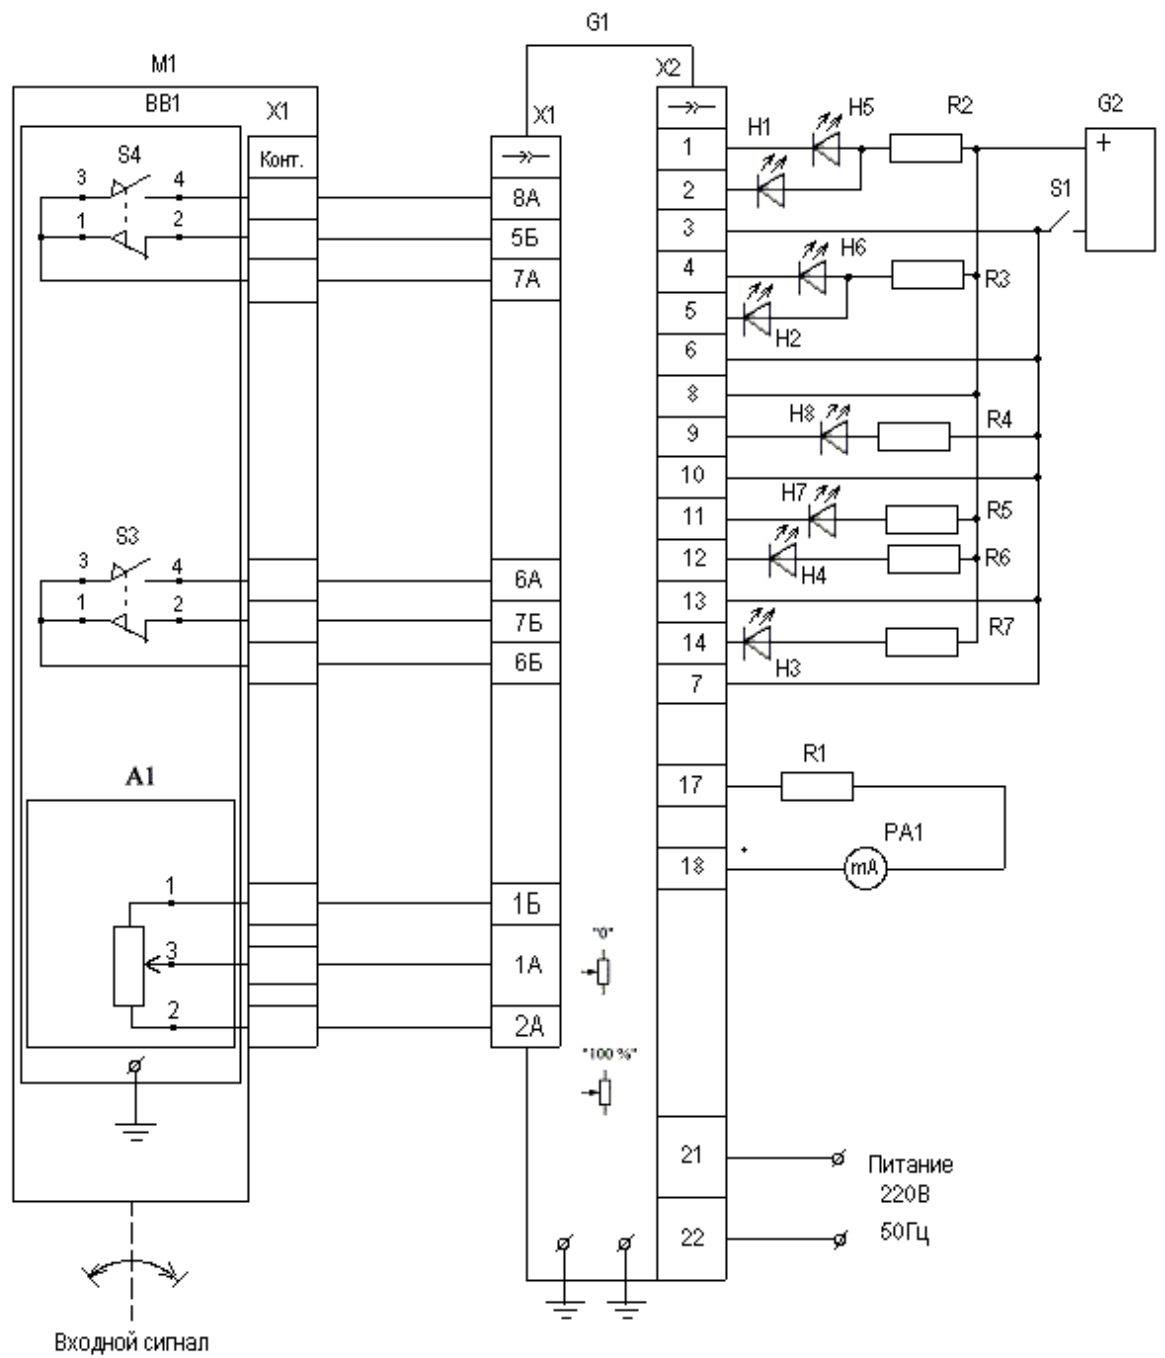 G1
M1
X2
BB1
X1
X1
H1
H5
R2
G2
S4
Конт.
1
+
3
4
2
S1
8А
1
2
3
5Б
H6
4
7А
R3
5
H2
6
8
H8
R4
9
10
H7
R5
11
S3
12
R6
3
4
6А
H4
1
2
13
7Б
R7
14
6Б
H3
7
R1
A1
17
PA1
18
mA
1
1Б
"0"
3
1А
2
2А
"100 %"
21
Питание
220В
22
50Гц
Входной сигнал